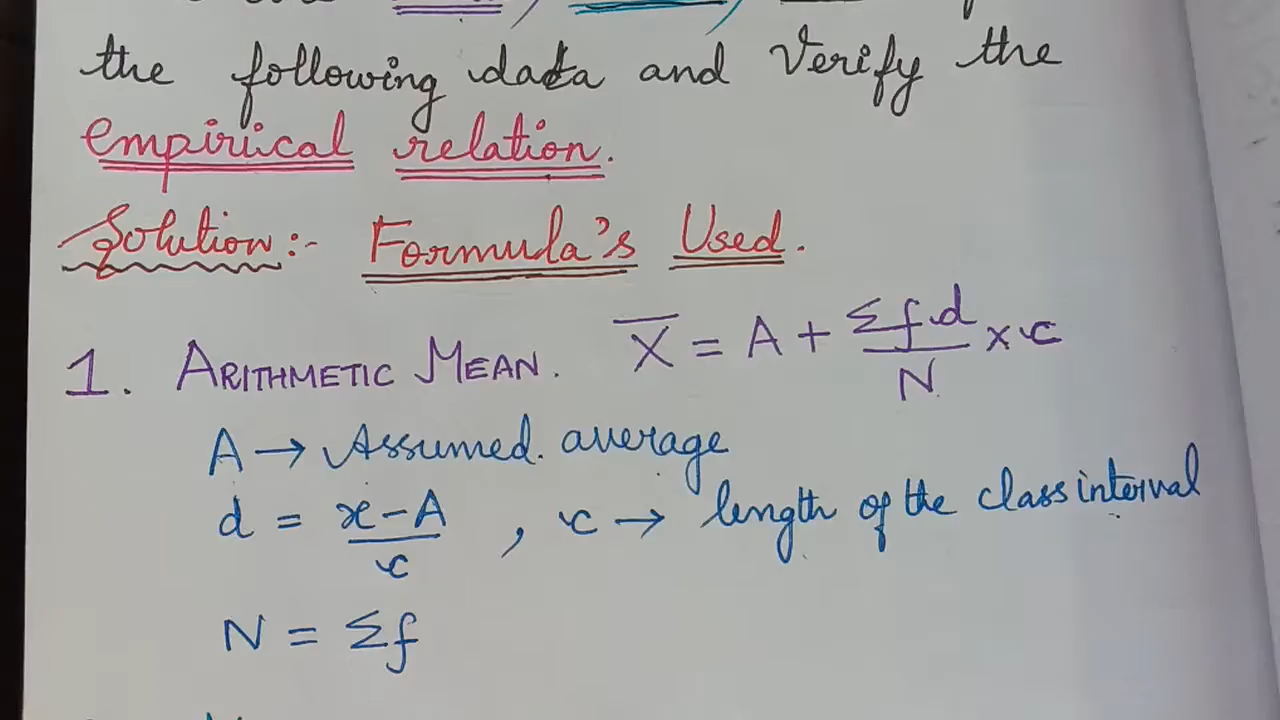 the following data and Verify the
empirical relation.
Solution:- Formula's Used.
1. ARITHMETIC MEAN. X̅ = A + Σfd/N × c
A → Assumed. average
d = x-A/c , c → length of the class interval
N = Σf